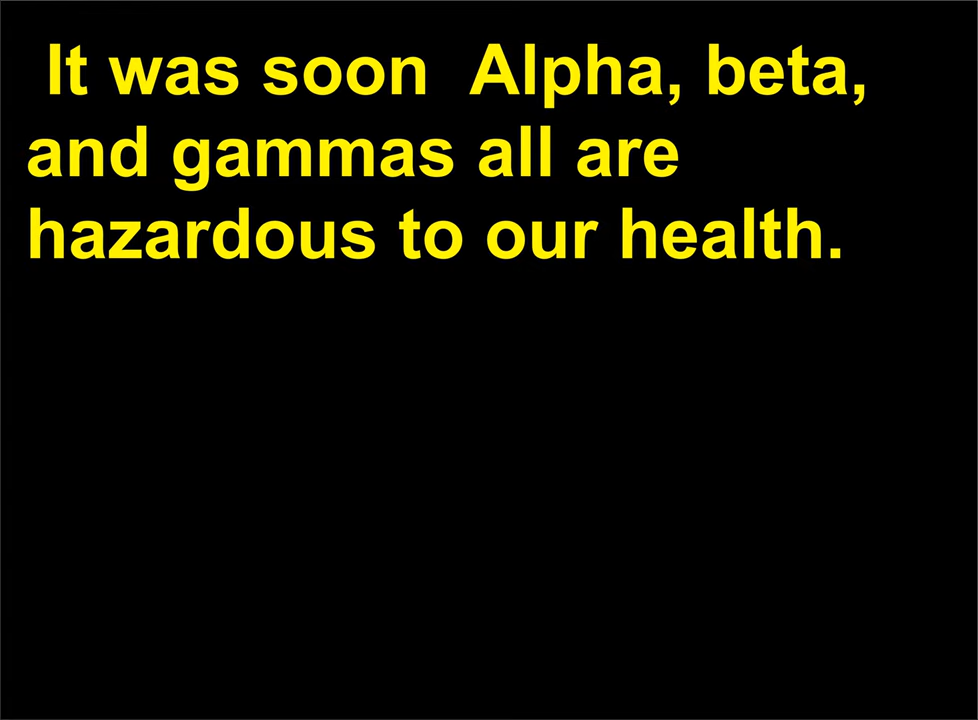 It was soon  Alpha, beta,
and gammas all are
hazardous to our health.